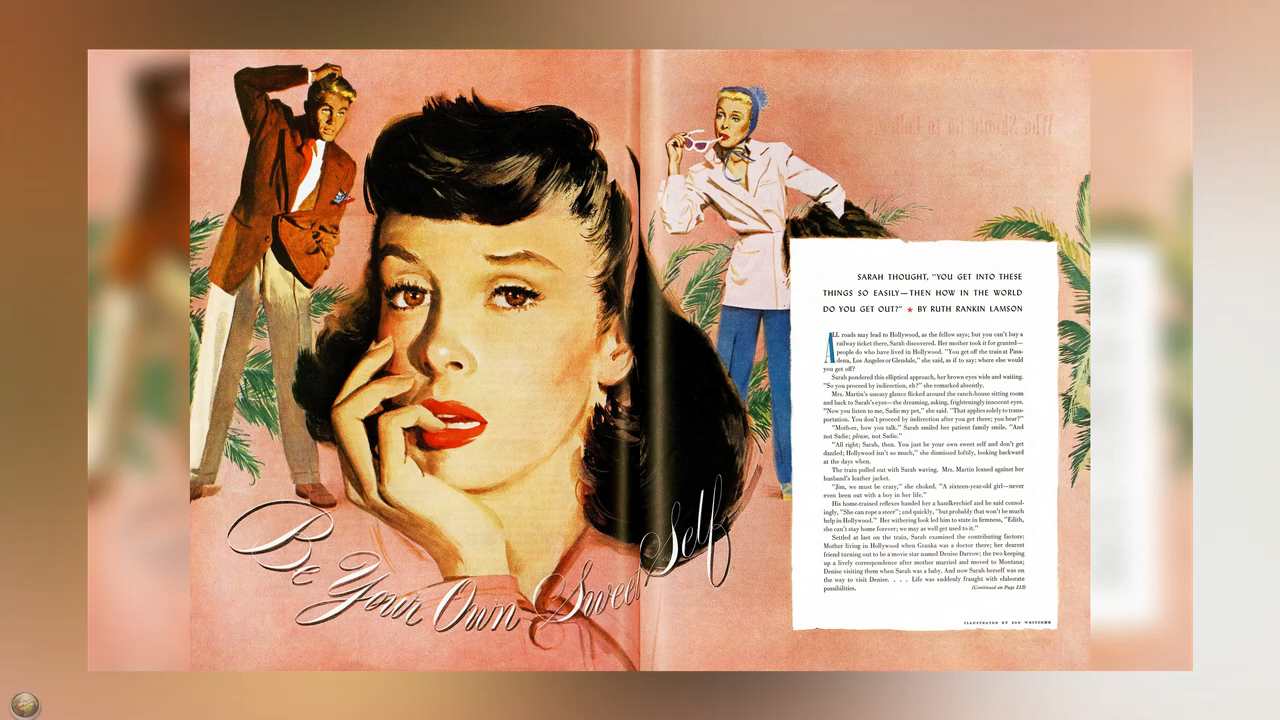 Be Your Own Sweet Self
SARAH THOUGHT, "YOU GET INTO THESE
THINGS SO EASILY—THEN HOW IN THE WORLD
DO YOU GET OUT?" ★ BY RUTH RANKIN LAMSON
ALL roads may lead to Hollywood, as the fellow says; but you can't buy a
railway ticket there, Sarah discovered. Her mother took it for granted—
people do who have lived in Hollywood. "You get off the train at Pasa-
dena, Los Angeles or Glendale," she said, as if to say: where else would
you get off?
Sarah pondered this elliptical approach, her brown eyes wide and waiting.
"So you proceed by indirection, eh?" she remarked absently.
Mrs. Martin's uneasy glance flicked around the ranch-house sitting room
and back to Sarah's eyes—the dreaming, asking, frighteningly innocent eyes.
"Now you listen to me, Sadie my pet," she said. "That applies solely to trans-
portation. You don't proceed by indirection after you get there; you hear?"
"Moth-er, how you talk." Sarah smiled her patient family smile. "And
not Sadie; please, not Sadie."
"All right; Sarah, then. You just be your own sweet self and don't get
dazzled; Hollywood isn't so much," she dismissed loftily, looking backward
at the days when.
The train pulled out with Sarah waving. Mrs. Martin leaned against her
husband's leather jacket.
"Jim, we must be crazy," she choked. "A sixteen-year-old girl—never
even been out with a boy in her life."
His home-trained reflexes handed her a handkerchief and he said consol-
ingly, "She can rope a steer"; and quickly, "but probably that won't be much
help in Hollywood." Her withering look led him to state in firmness, "Edith,
she can't stay home forever; we may as well get used to it."
Settled at last on the train, Sarah examined the contributing factors:
Mother living in Hollywood when Granka was a doctor there; her dearest
friend turning out to be a movie star named Denise Darrow; the two keeping
up a lively correspondence after mother married and moved to Montana;
Denise visiting them when Sarah was a baby. And now Sarah herself was on
the way to visit Denise. . . . Life was suddenly fraught with elaborate
possibilities.
(Continued on Page 213)
ILLUSTRATED BY JON WHITCOMB